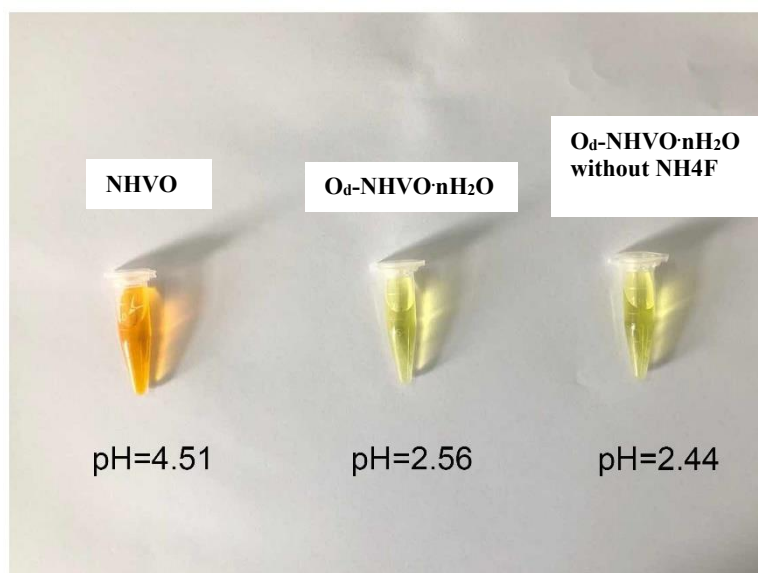 NHVO
Od-NHVO·nH2O
Od-NHVO·nH2O
without NH4F
pH=4.51
pH=2.56
pH=2.44